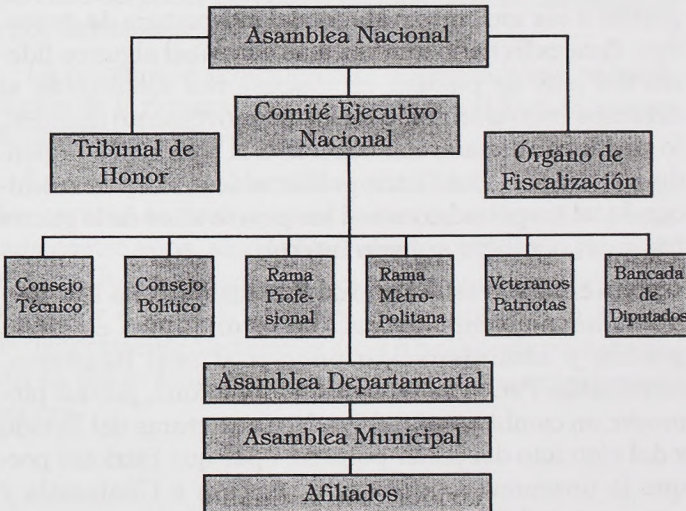 Asamblea Nacional
Comité Ejecutivo
Nacional
Tribunal de
Honor
Órgano de
Fiscalización
Consejo
Técnico
Consejo
Político
Rama
Profe-
sional
Rama
Metro-
politana
Veteranos
Patriotas
Bancada
de
Diputados
Asamblea Departamental
Asamblea Municipal
Afiliados